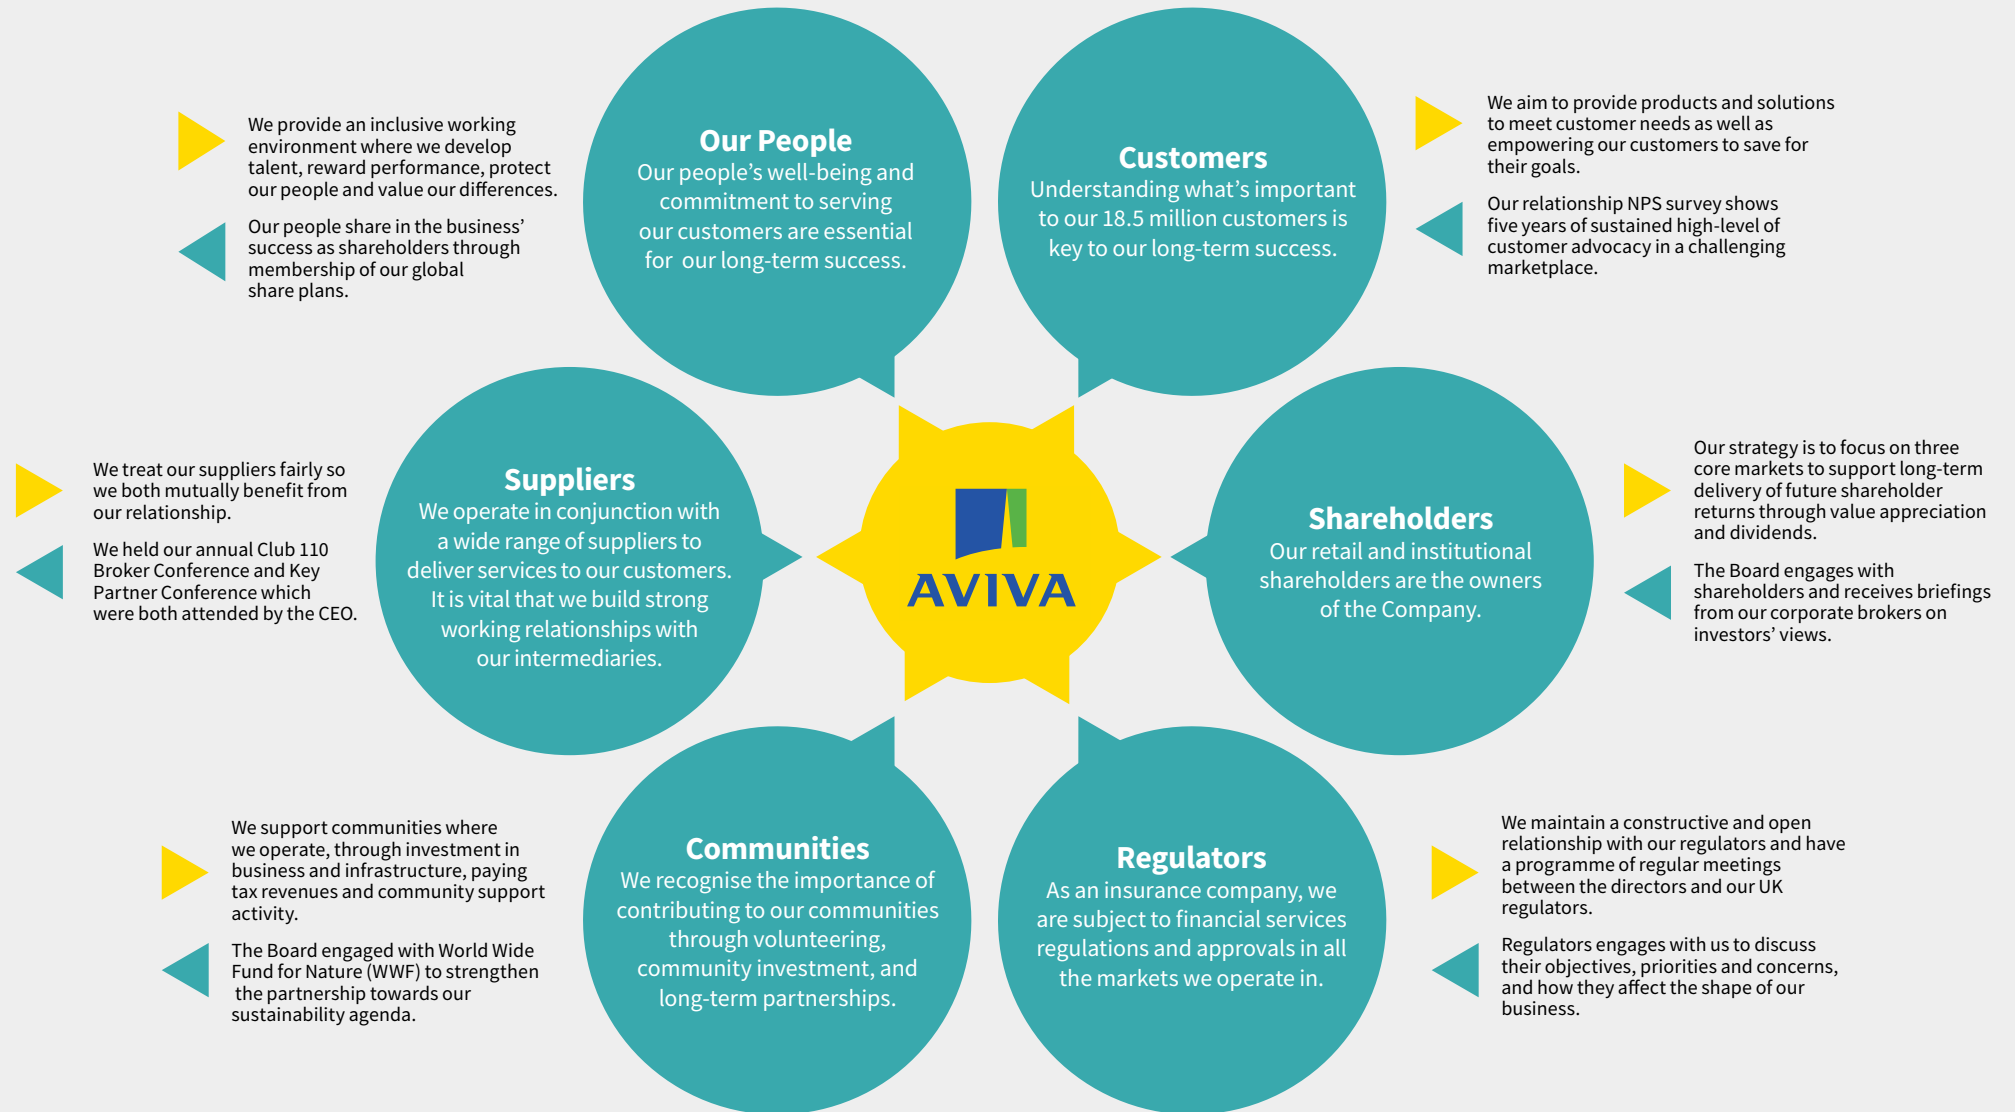 We provide an inclusive working
environment where we develop
talent, reward performance, protect
our people and value our differences.
Our people share in the business'
success as shareholders through
membership of our global
share plans.
Our People
Our people's well-being and
commitment to serving
our customers are essential
for our long-term success.
Customers
Understanding what's important
to our 18.5 million customers is
key to our long-term success.
We aim to provide products and solutions
to meet customer needs as well as
empowering our customers to save for
their goals.
Our relationship NPS survey shows
five years of sustained high-level of
customer advocacy in a challenging
marketplace.
We treat our suppliers fairly so
we both mutually benefit from
our relationship.
We held our annual Club 110
Broker Conference and Key
Partner Conference which
were both attended by the CEO.
Suppliers
We operate in conjunction with
a wide range of suppliers to
deliver services to our customers.
It is vital that we build strong
working relationships with
our intermediaries.
AVIVA
Shareholders
Our retail and institutional
shareholders are the owners
of the Company.
Our strategy is to focus on three
core markets to support long-term
delivery of future shareholder
returns through value appreciation
and dividends.
The Board engages with
shareholders and receives briefings
from our corporate brokers on
investors' views.
We support communities where
we operate, through investment in
business and infrastructure, paying
tax revenues and community support
activity.
The Board engaged with World Wide
Fund for Nature (WWF) to strengthen
the partnership towards our
sustainability agenda.
Communities
We recognise the importance of
contributing to our communities
through volunteering,
community investment, and
long-term partnerships.
Regulators
As an insurance company, we
are subject to financial services
regulations and approvals in all
the markets we operate in.
We maintain a constructive and open
relationship with our regulators and have
a programme of regular meetings
between the directors and our UK
regulators.
Regulators engages with us to discuss
their objectives, priorities and concerns,
and how they affect the shape of our
business.